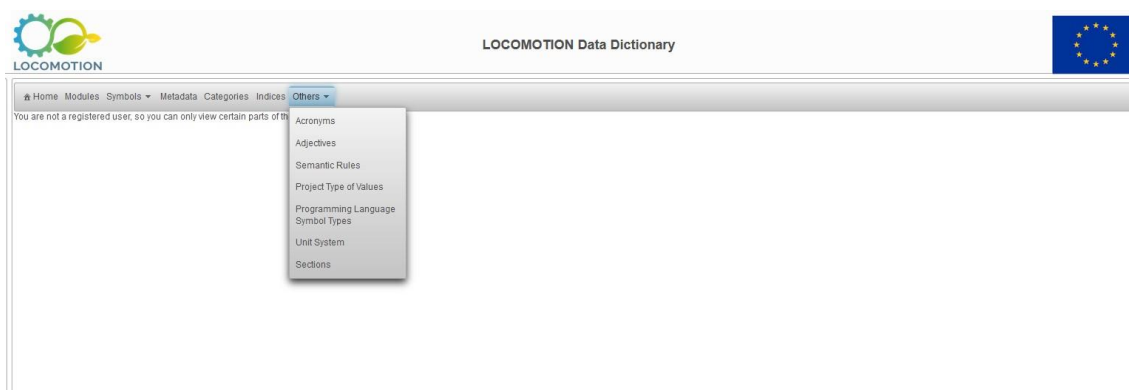 LOCOMOTION Data Dictionary
LOCOMOTION
Home Modules Symbols Metadata Categories Indices Others
You are not a registered user, so you can only view certain parts of th
Acronyms
Adjectives
Semantic Rules
Project Type of Values
Programming Language
Symbol Types
Unit System
Sections